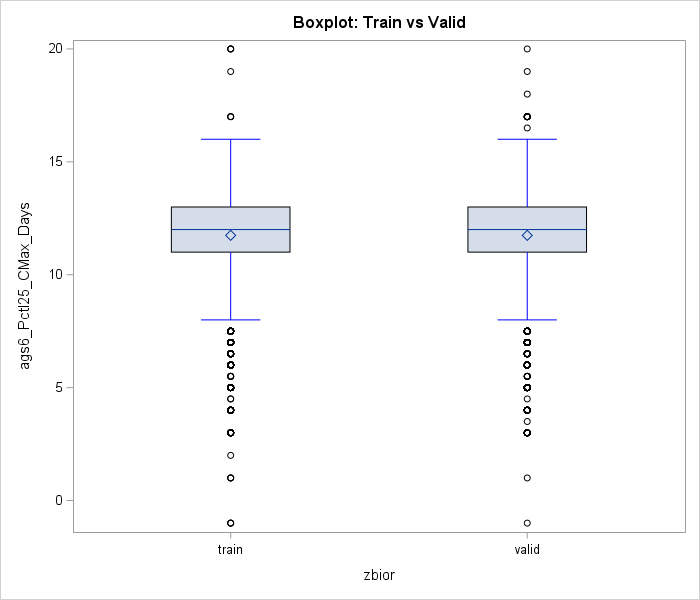 Boxplot: Train vs Valid
20
15
10
5
0
ags6_Pctl25_CMax_Days
train
valid
zbior